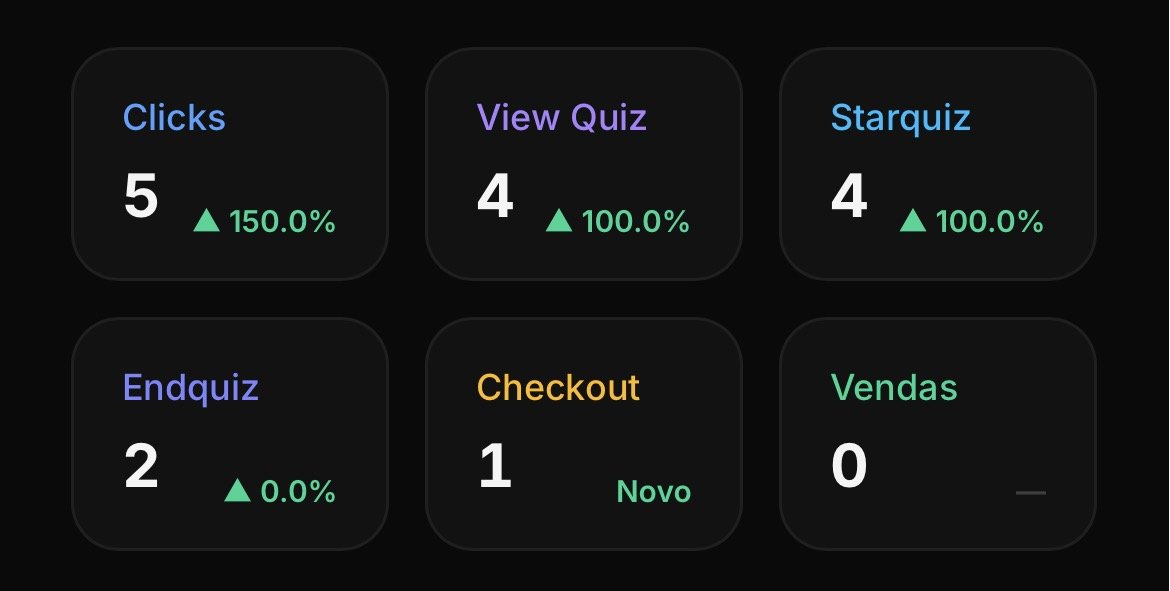 Clicks
5 ▲ 150.0%
View Quiz
4 ▲ 100.0%
Starquiz
4 ▲ 100.0%
Endquiz
2 ▲ 0.0%
Checkout
1 Novo
Vendas
0 —